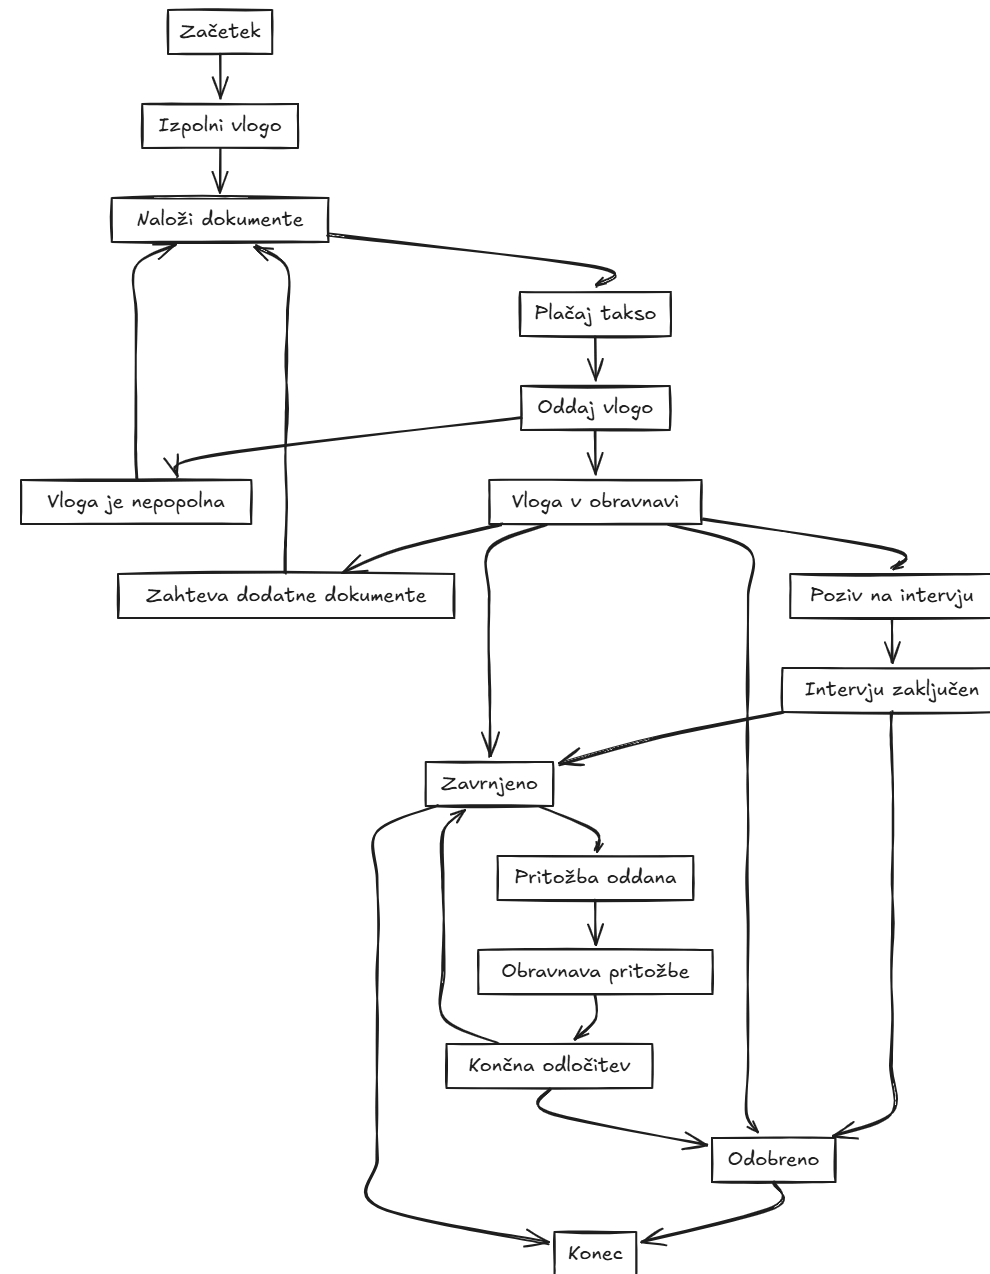 Začetek
Izpolni vlogo
Naloži dokumente
Plačaj takso
Oddaj vlogo
Vloga je nepopolna
Vloga v obravnavi
Zahteva dodatne dokumente
Poziv na intervju
Intervju zaključen
Zavrnjeno
Pritožba oddana
Obravnava pritožbe
Končna odločitev
Odobreno
Konec